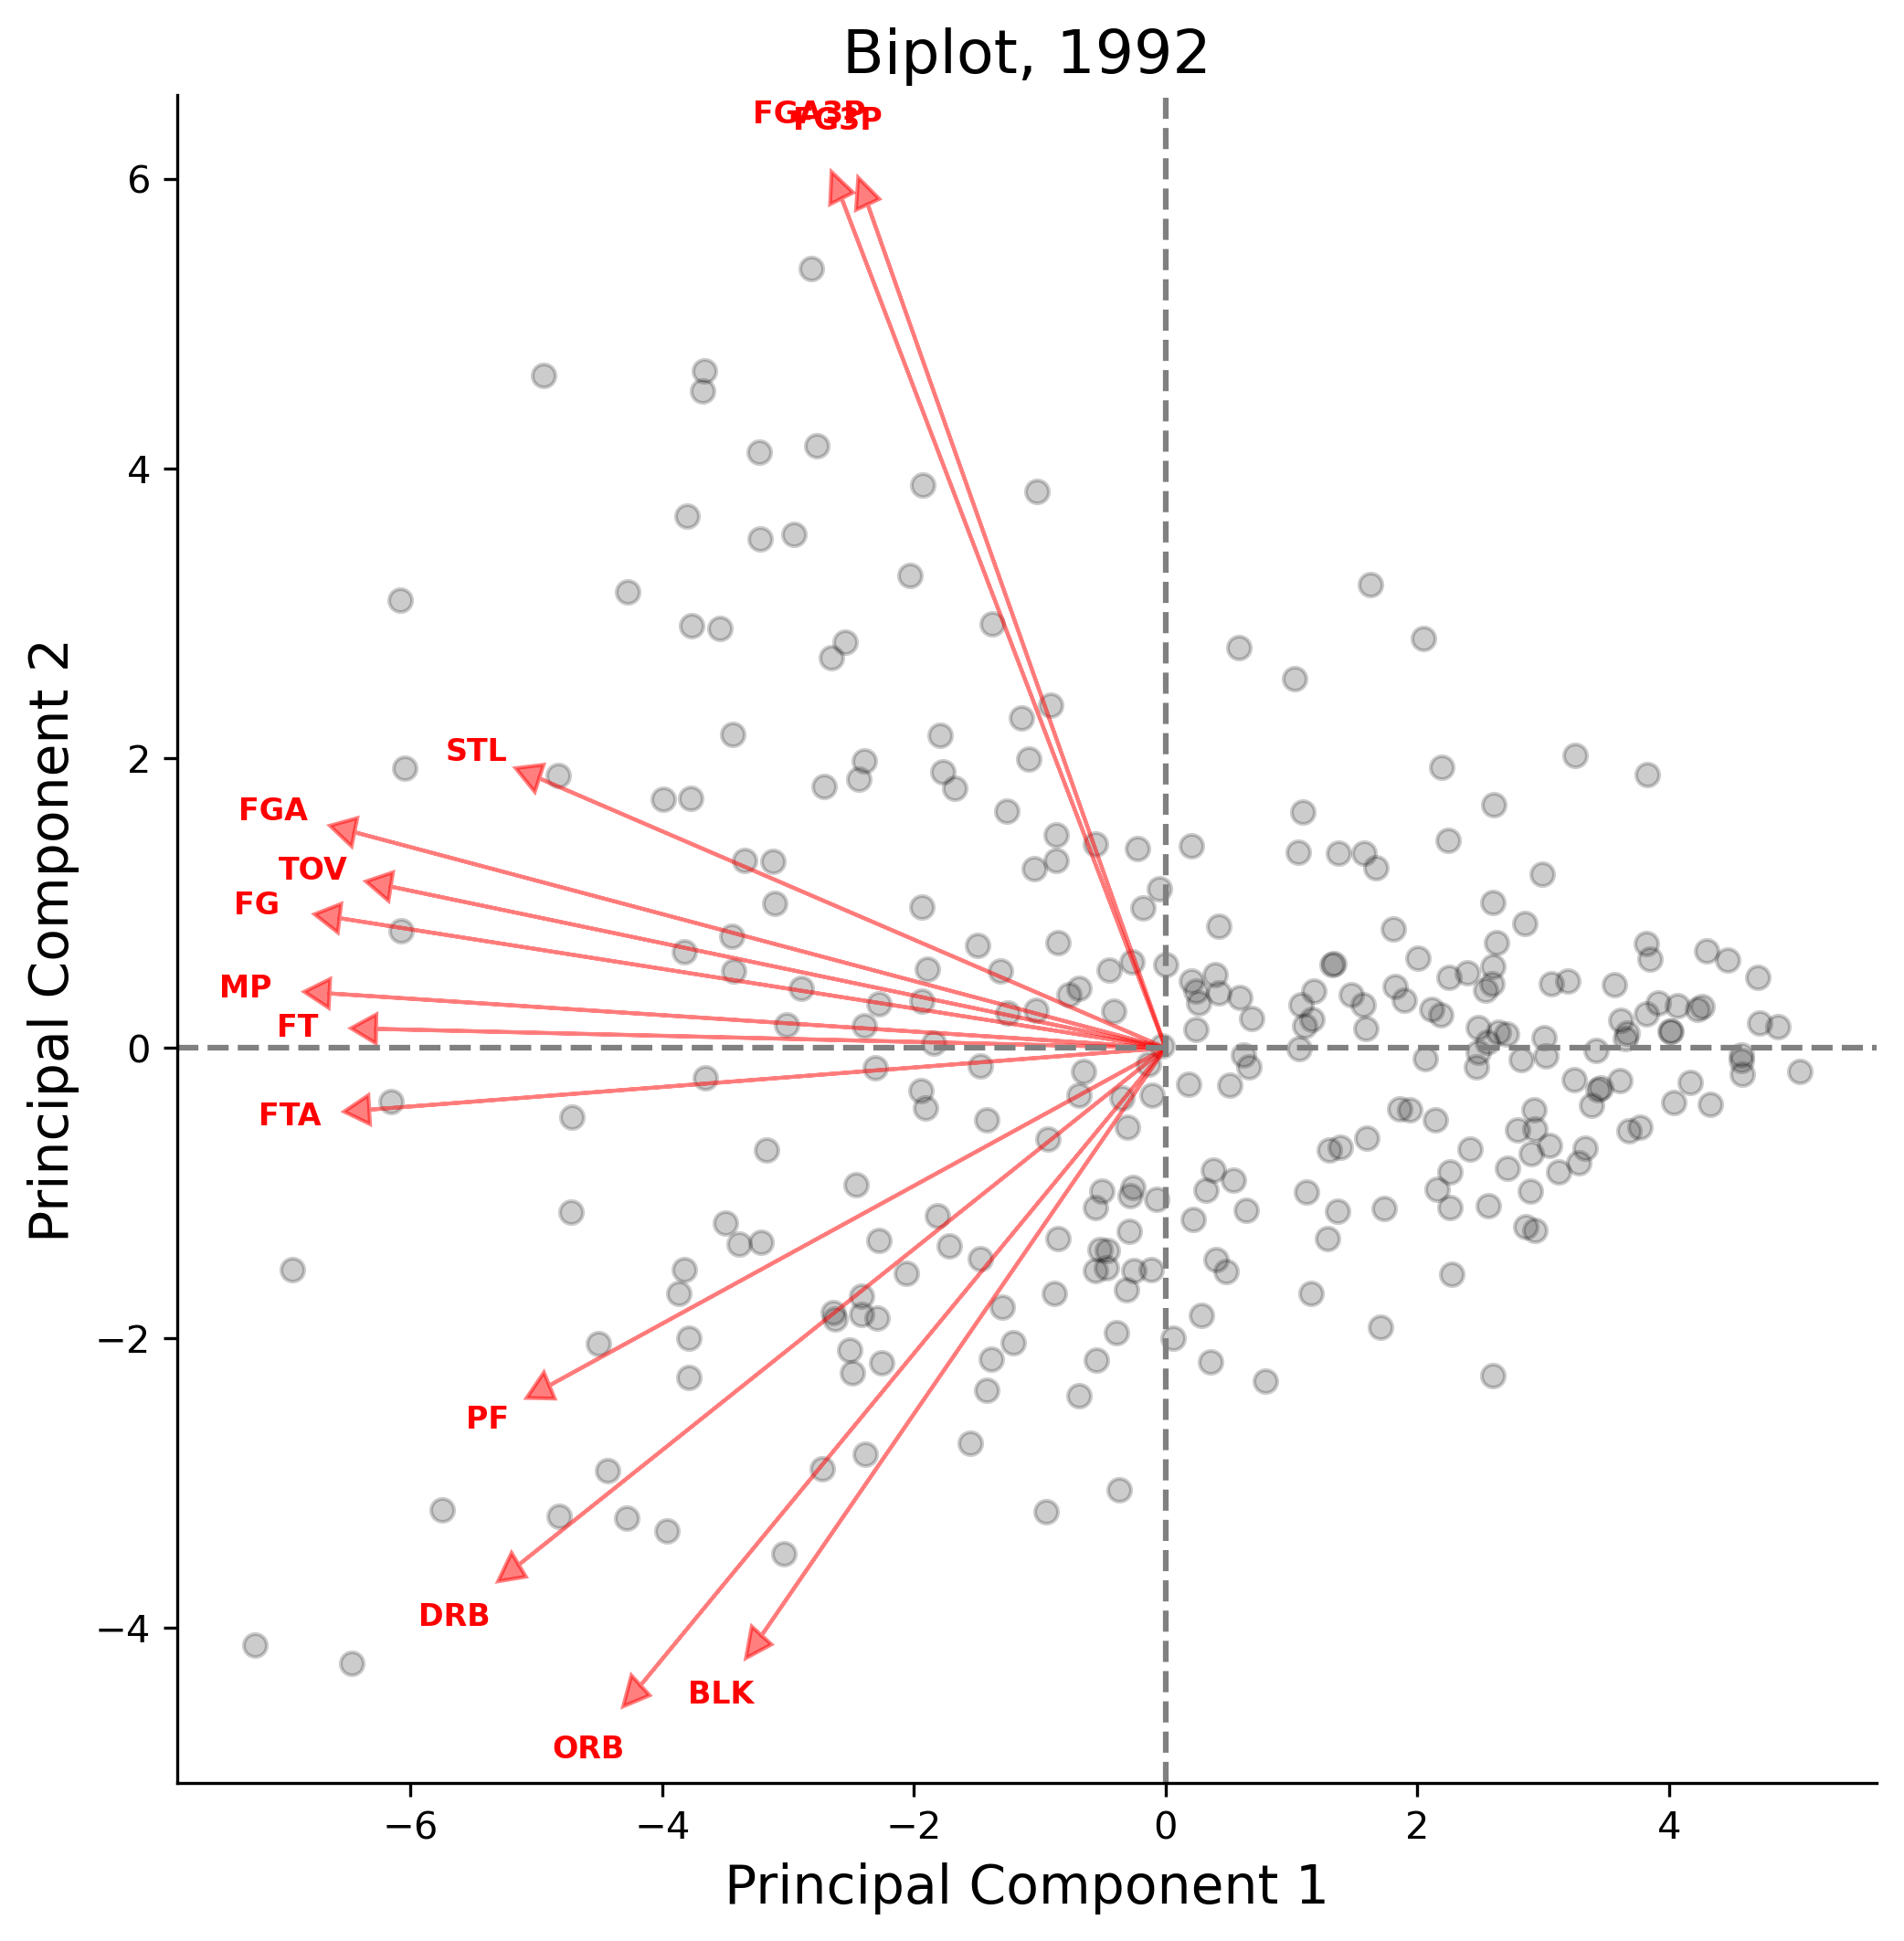 Biplot, 1992
FGA3P
FG3P
6
4
2
0
−2
−4
STL
FGA
TOV
FG
MP
FT
FTA
PF
DRB
BLK
ORB
−6
−4
−2
0
2
4
Principal Component 1
Principal Component 2